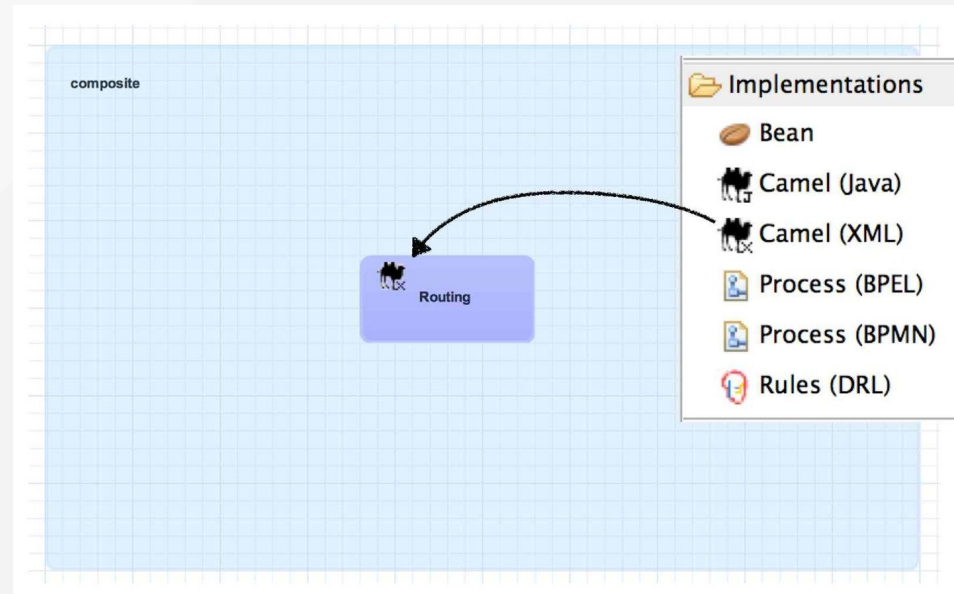 composite
Routing
Implementations
Bean
Camel (Java)
Camel (XML)
Process (BPEL)
Process (BPMN)
Rules (DRL)